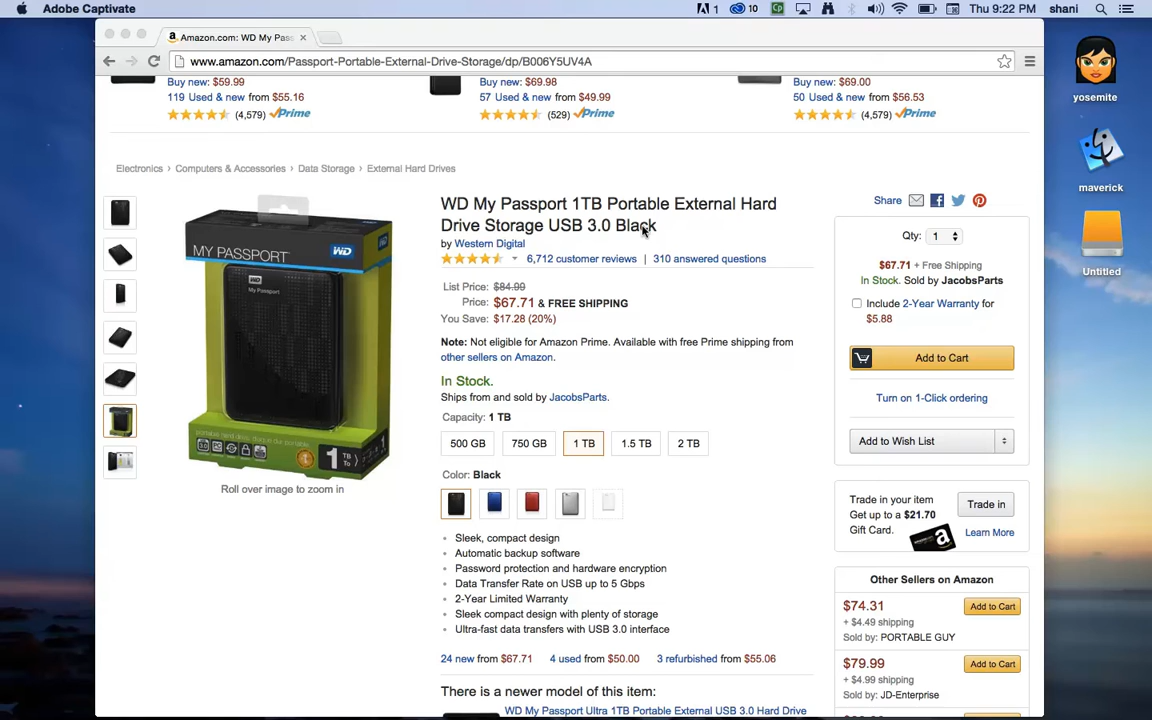 Adobe Captivate
1
10
Thu 9:22 PM
shani
Amazon.com: WD My Pass
www.amazon.com/Passport-Portable-External-Drive-Storage/dp/B006Y5UV4A
Buy new: $59.99
119 Used & new from $55.16
(4,579) Prime
Buy new: $69.98
57 Used & new from $49.99
(529) Prime
Buy new: $69.00
50 Used & new from $56.53
(4,579) Prime
Electronics › Computers & Accessories › Data Storage › External Hard Drives
MY PASSPORT
WD
WD
My Passport
portable hard drive
1 TB To
Roll over image to zoom in
WD My Passport 1TB Portable External Hard
Drive Storage USB 3.0 Black
by Western Digital
6,712 customer reviews | 310 answered questions
List Price: $84.99
Price: $67.71 & FREE SHIPPING
You Save: $17.28 (20%)
Note: Not eligible for Amazon Prime. Available with free Prime shipping from
other sellers on Amazon.
In Stock.
Ships from and sold by JacobsParts.
Capacity: 1 TB
500 GB 750 GB 1 TB 1.5 TB 2 TB
Color: Black
• Sleek, compact design
• Automatic backup software
• Password protection and hardware encryption
• Data Transfer Rate on USB up to 5 Gbps
• 2-Year Limited Warranty
• Sleek compact design with plenty of storage
• Ultra-fast data transfers with USB 3.0 interface
24 new from $67.71 4 used from $50.00 3 refurbished from $55.06
There is a newer model of this item:
WD My Passport Ultra 1TB Portable External USB 3.0 Hard Drive
Share
Qty: 1
$67.71 + Free Shipping
In Stock. Sold by JacobsParts
Include 2-Year Warranty for
$5.88
Add to Cart
Turn on 1-Click ordering
Add to Wish List
Trade in your item
Get up to a $21.70
Gift Card.
Trade in
Learn More
Other Sellers on Amazon
$74.31
Add to Cart
+ $4.49 shipping
Sold by: PORTABLE GUY
$79.99
Add to Cart
+ $4.99 shipping
Sold by: JD-Enterprise
yosemite
maverick
Untitled